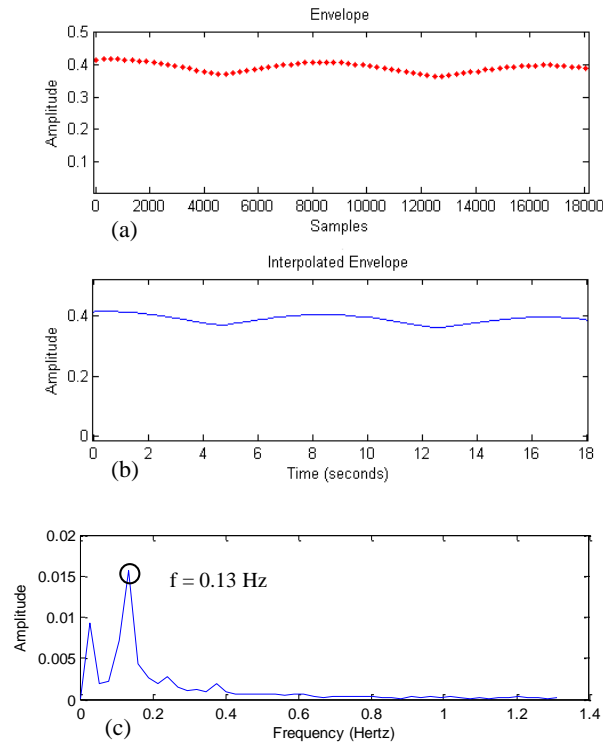 Envelope
0.5
0.4
0.3
0.2
0.1
Amplitude
0 2000 4000 6000 8000 10000 12000 14000 16000 18000
Samples
(a)
Interpolated Envelope
0.4
0.2
0
Amplitude
0 2 4 6 8 10 12 14 16 18
Time (seconds)
(b)
0.02
0.015
0.01
0.005
0
Amplitude
f = 0.13 Hz
0 0.2 0.4 0.6 0.8 1 1.2 1.4
Frequency (Hertz)
(c)